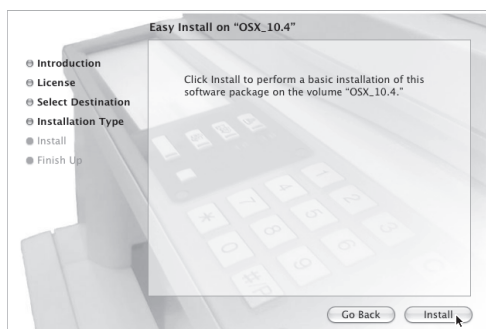 Easy Install on “OSX_10.4”
Introduction
License
Select Destination
Installation Type
Install
Finish Up
Click Install to perform a basic installation of this
software package on the volume “OSX_10.4.”
Go Back
Install